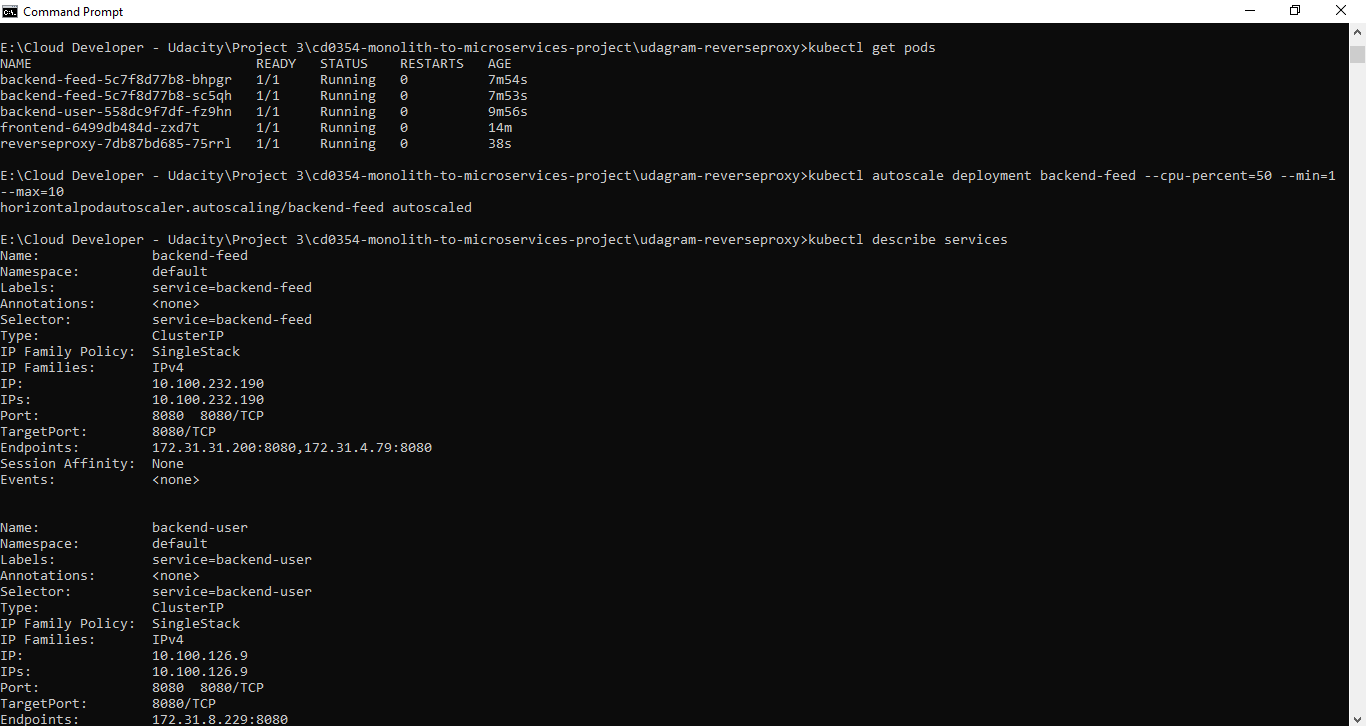 Command Prompt
E:\Cloud Developer - Udacity\Project 3\cd0354-monolith-to-microservices-project\udagram-reverseproxy>kubectl get pods
NAME                            READY   STATUS    RESTARTS   AGE
backend-feed-5c7f8d77b8-bhpgr   1/1     Running   0          7m54s
backend-feed-5c7f8d77b8-sc5qh   1/1     Running   0          7m53s
backend-user-558dc9f7df-fz9hn   1/1     Running   0          9m56s
frontend-6499db484d-zxd7t       1/1     Running   0          14m
reverseproxy-7db87bd685-75rrl   1/1     Running   0          38s
E:\Cloud Developer - Udacity\Project 3\cd0354-monolith-to-microservices-project\udagram-reverseproxy>kubectl autoscale deployment backend-feed --cpu-percent=50 --min=1
--max=10
horizontalpodautoscaler.autoscaling/backend-feed autoscaled
E:\Cloud Developer - Udacity\Project 3\cd0354-monolith-to-microservices-project\udagram-reverseproxy>kubectl describe services
Name:              backend-feed
Namespace:         default
Labels:            service=backend-feed
Annotations:       <none>
Selector:          service=backend-feed
Type:              ClusterIP
IP Family Policy:  SingleStack
IP Families:       IPv4
IP:                10.100.232.190
IPs:               10.100.232.190
Port:              8080  8080/TCP
TargetPort:        8080/TCP
Endpoints:         172.31.31.200:8080,172.31.4.79:8080
Session Affinity:  None
Events:            <none>
Name:              backend-user
Namespace:         default
Labels:            service=backend-user
Annotations:       <none>
Selector:          service=backend-user
Type:              ClusterIP
IP Family Policy:  SingleStack
IP Families:       IPv4
IP:                10.100.126.9
IPs:               10.100.126.9
Port:              8080  8080/TCP
TargetPort:        8080/TCP
Endpoints:         172.31.8.229:8080